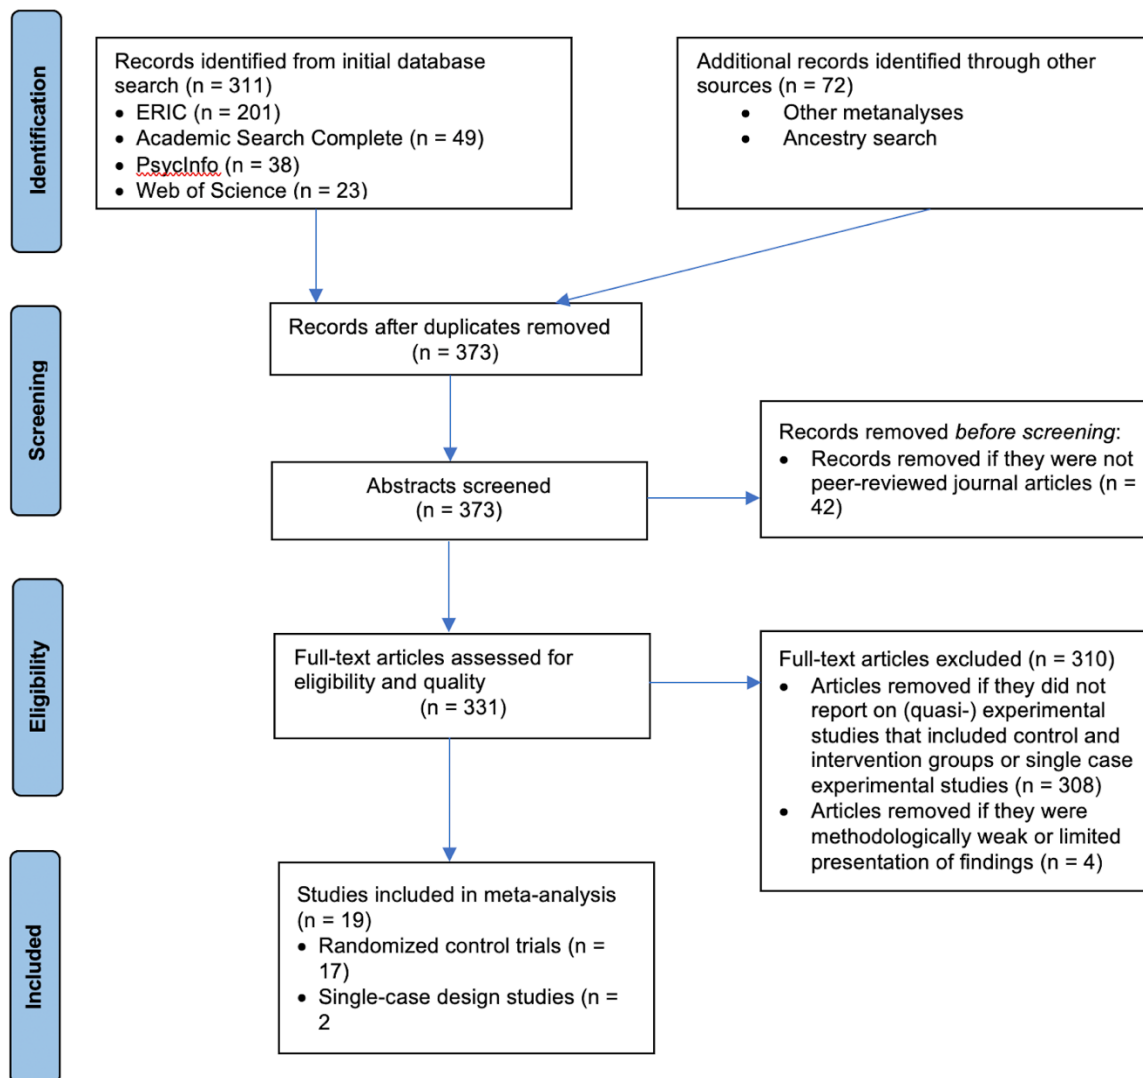 Identification
Records identified from initial database
search (n = 311)
• ERIC (n = 201)
• Academic Search Complete (n = 49)
• PsycInfo (n = 38)
• Web of Science (n = 23)
Additional records identified through other
sources (n = 72)
• Other metanalyses
• Ancestry search
Screening
Records after duplicates removed
(n = 373)
Abstracts screened
(n = 373)
Records removed before screening:
• Records removed if they were not
peer-reviewed journal articles (n =
42)
Eligibility
Full-text articles assessed for
eligibility and quality
(n = 331)
Full-text articles excluded (n = 310)
• Articles removed if they did not
report on (quasi-) experimental
studies that included control and
intervention groups or single case
experimental studies (n = 308)
• Articles removed if they were
methodologically weak or limited
presentation of findings (n = 4)
Included
Studies included in meta-analysis
(n = 19)
• Randomized control trials (n =
17)
• Single-case design studies (n =
2